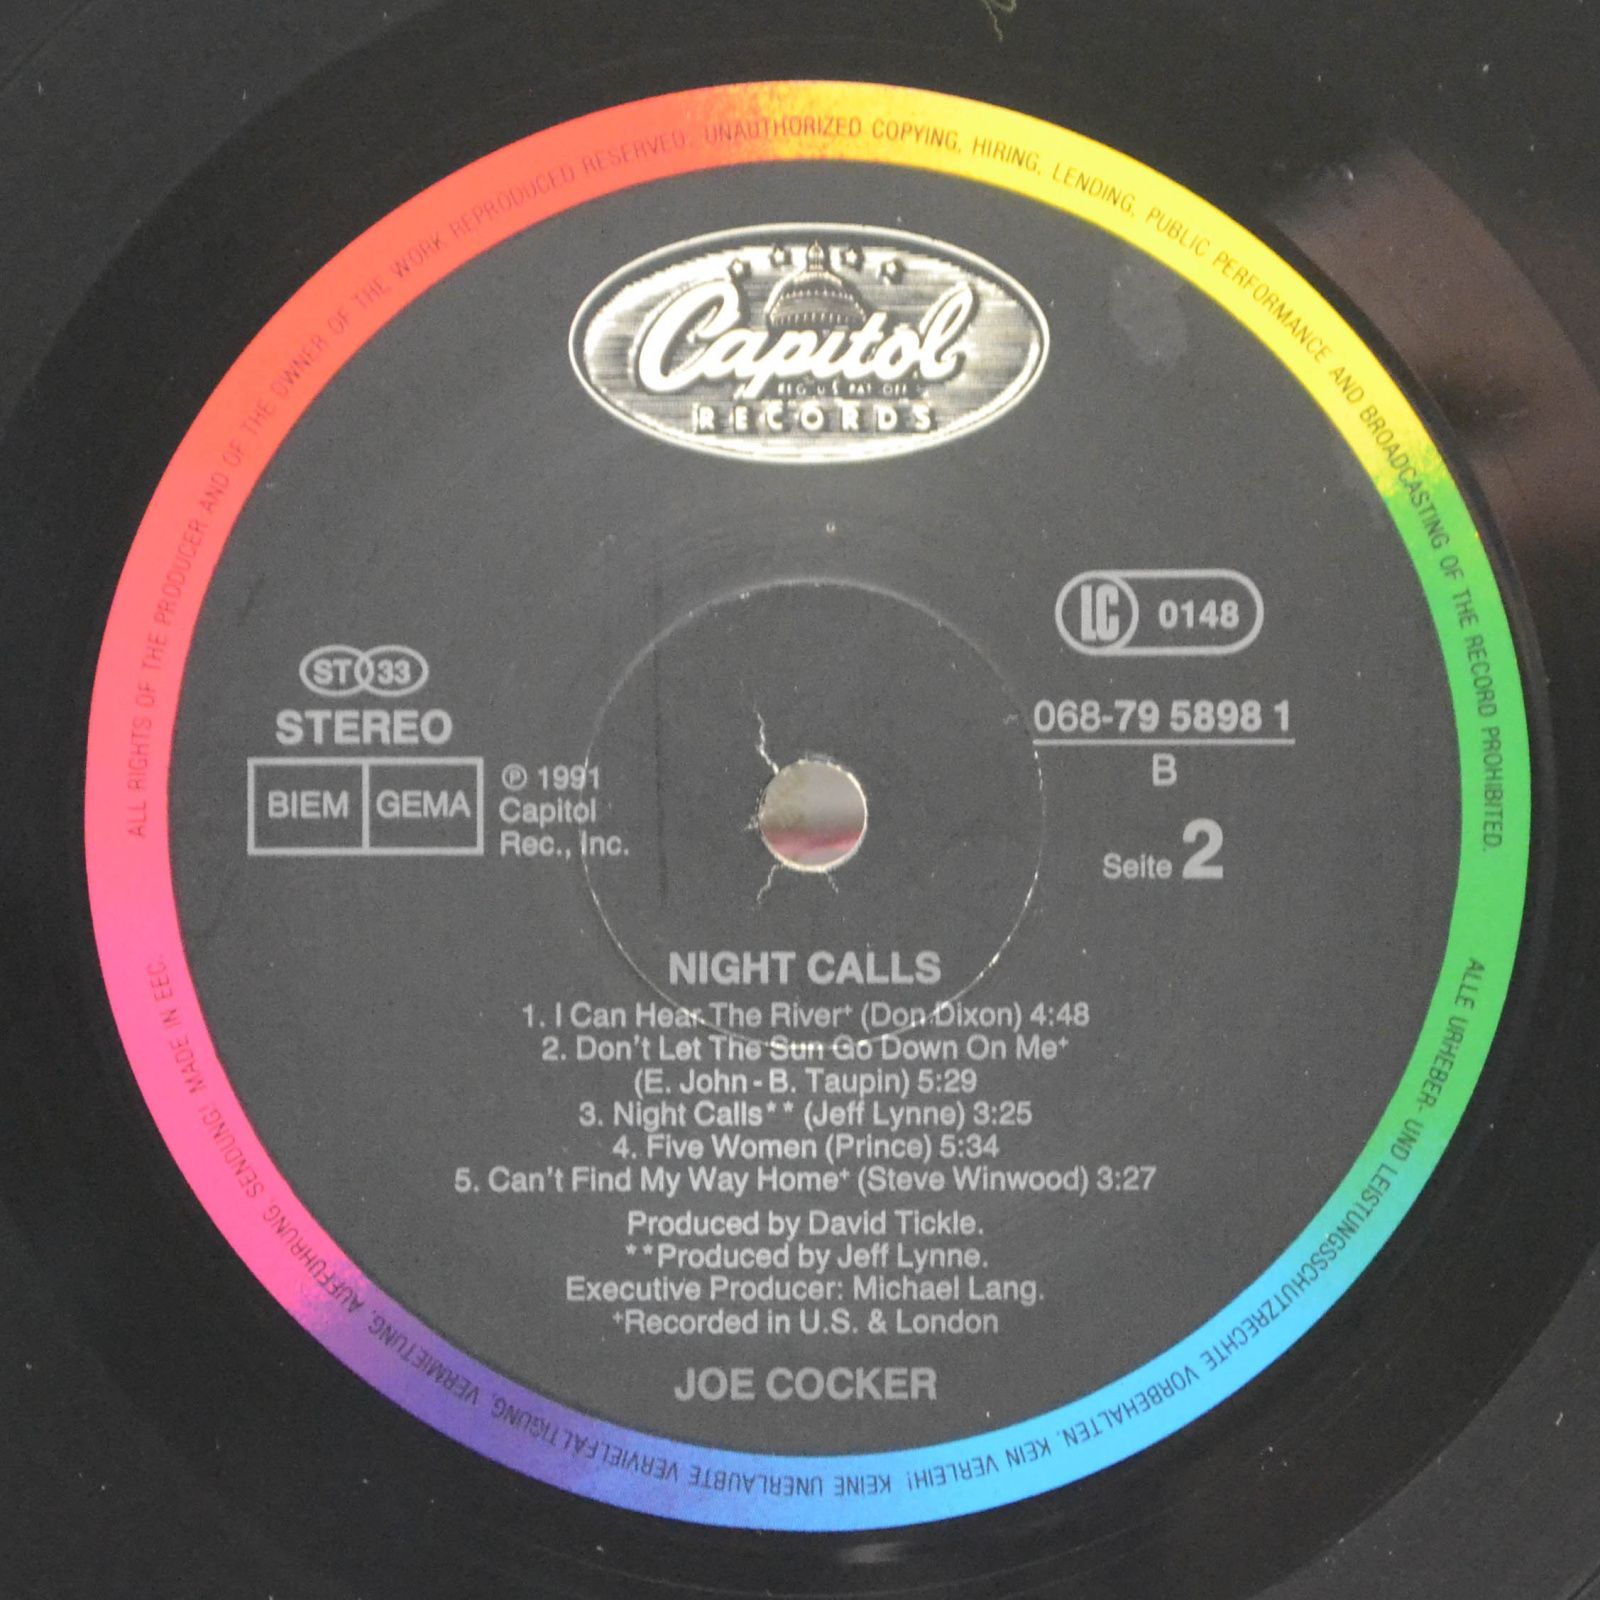 ALL RIGHTS OF THE PRODUCER AND OF THE OWNER OF THE WORK REPRODUCED RESERVED. UNAUTHORIZED COPYING, HIRING, LENDING, PUBLIC PERFORMANCE AND BROADCASTING OF THE RECORD PROHIBITED.
Capitol
REG. U.S. PAT. OFF.
RECORDS
LC 0148
ST 33
STEREO
BIEM GEMA
℗ 1991
Capitol
Rec., Inc.
068-79 5898 1
B
Seite 2
NIGHT CALLS
1. I Can Hear The River⁺ (Don Dixon) 4:48
2. Don't Let The Sun Go Down On Me⁺
(E. John - B. Taupin) 5:29
3. Night Calls** (Jeff Lynne) 3:25
4. Five Women (Prince) 5:34
5. Can't Find My Way Home⁺ (Steve Winwood) 3:27
Produced by David Tickle.
**Produced by Jeff Lynne.
Executive Producer: Michael Lang.
⁺Recorded in U.S. & London
JOE COCKER
ALLE URHEBER- UND LEISTUNGSSCHUTZRECHTE VORBEHALTEN. KEIN VERLEIH! KEINE UNERLAUBTE VERVIELFÄLTIGUNG, VERMIETUNG, AUFFÜHRUNG, SENDUNG! MADE IN EEC.